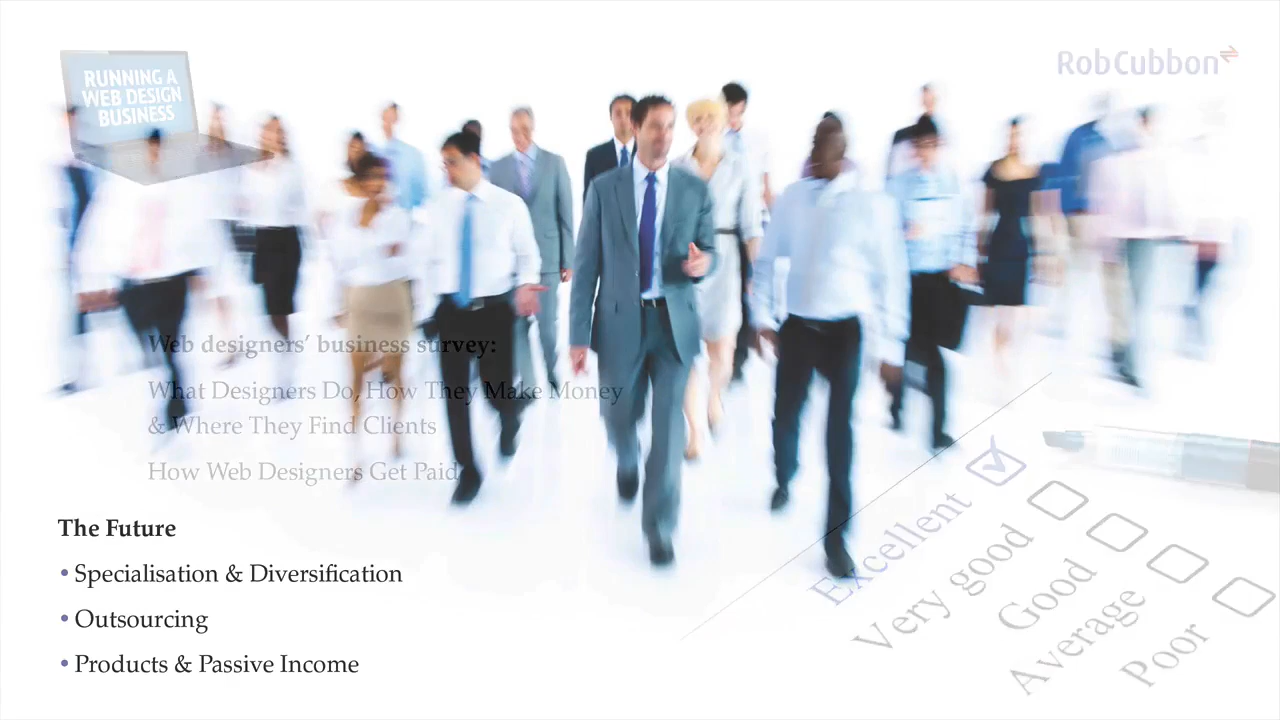 RUNNING A
WEB DESIGN
BUSINESS
RobCubbon
Web designers’ business survey:
What Designers Do, How They Make Money
& Where They Find Clients
How Web Designers Get Paid
The Future
• Specialisation & Diversification
• Outsourcing
• Products & Passive Income
Excellent
Very good
Good
Average
Poor